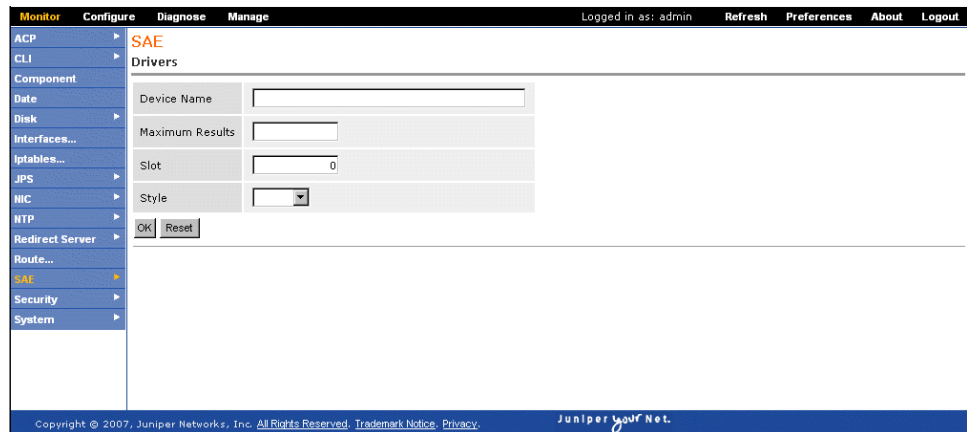 Monitor Configure Diagnose Manage Logged in as: admin Refresh Preferences About Logout
ACP
CLI
Component
Date
Disk
Interfaces...
Iptables...
JPS
NIC
NTP
Redirect Server
Route...
SAE
Security
System
SAE
Drivers
Device Name
Maximum Results
Slot 0
Style
OK Reset
Copyright © 2007, Juniper Networks, Inc. All Rights Reserved. Trademark Notice. Privacy.
Juniper your Net.